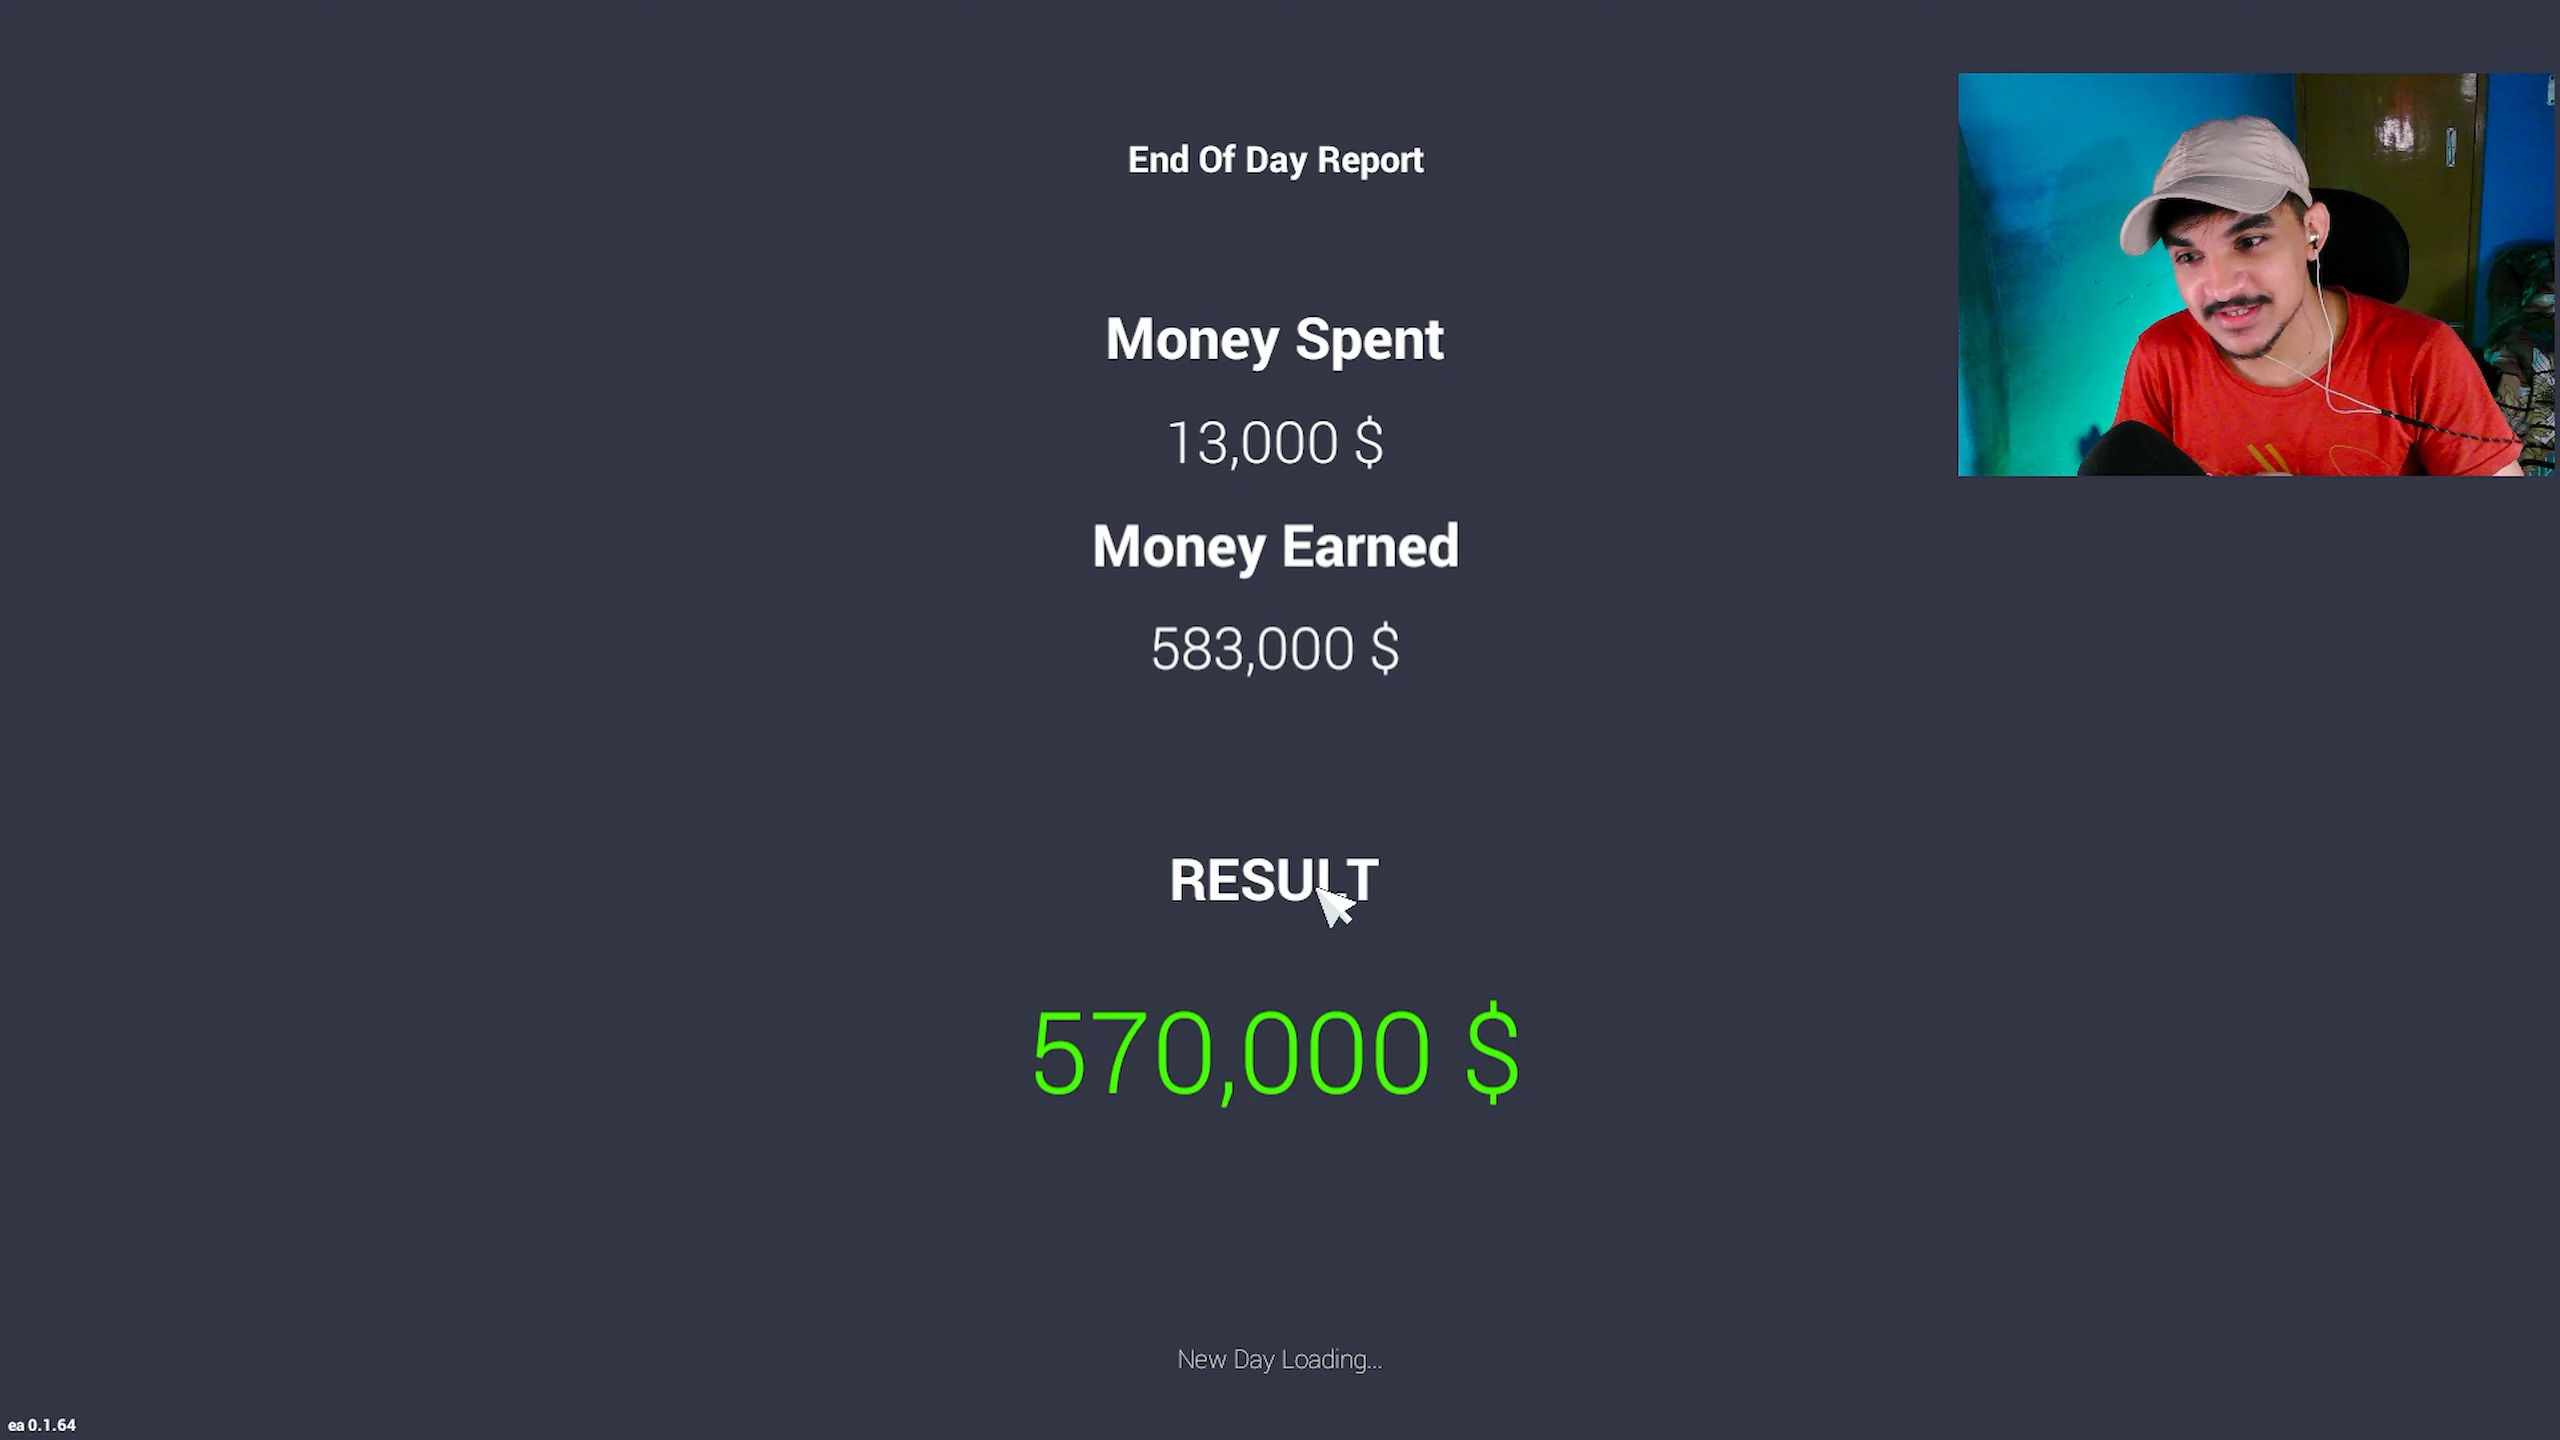 End Of Day Report
Money Spent
13,000 $
Money Earned
583,000 $
RESULT
570,000 $
New Day Loading...
ea 0.1.64